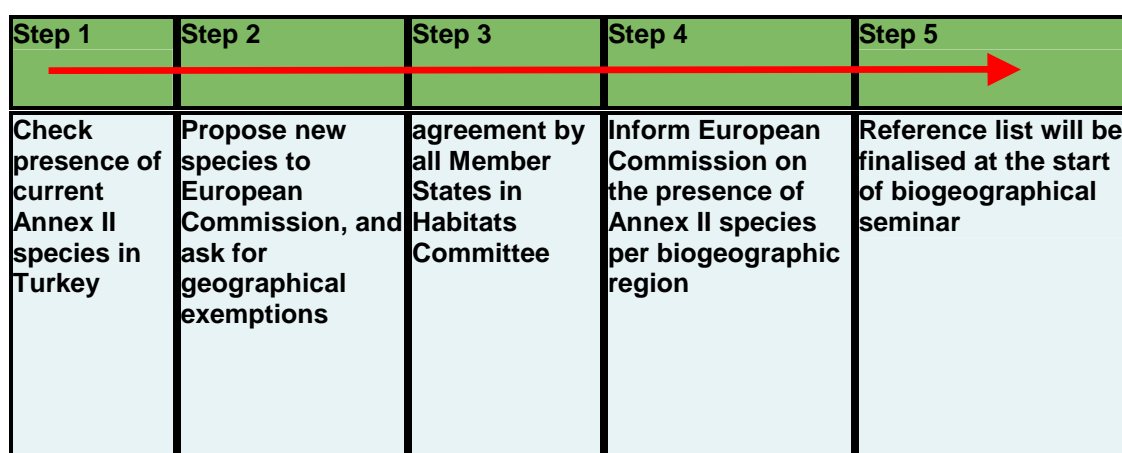 Step 1
Step 2
Step 3
Step 4
Step 5
Check
presence of
current
Annex II
species in
Turkey
Propose new
species to
European
Commission, and
ask for
geographical
exemptions
agreement by
all Member
States in
Habitats
Committee
Inform European
Commission on
the presence of
Annex II species
per biogeographic
region
Reference list will be
finalised at the start
of biogeographical
seminar